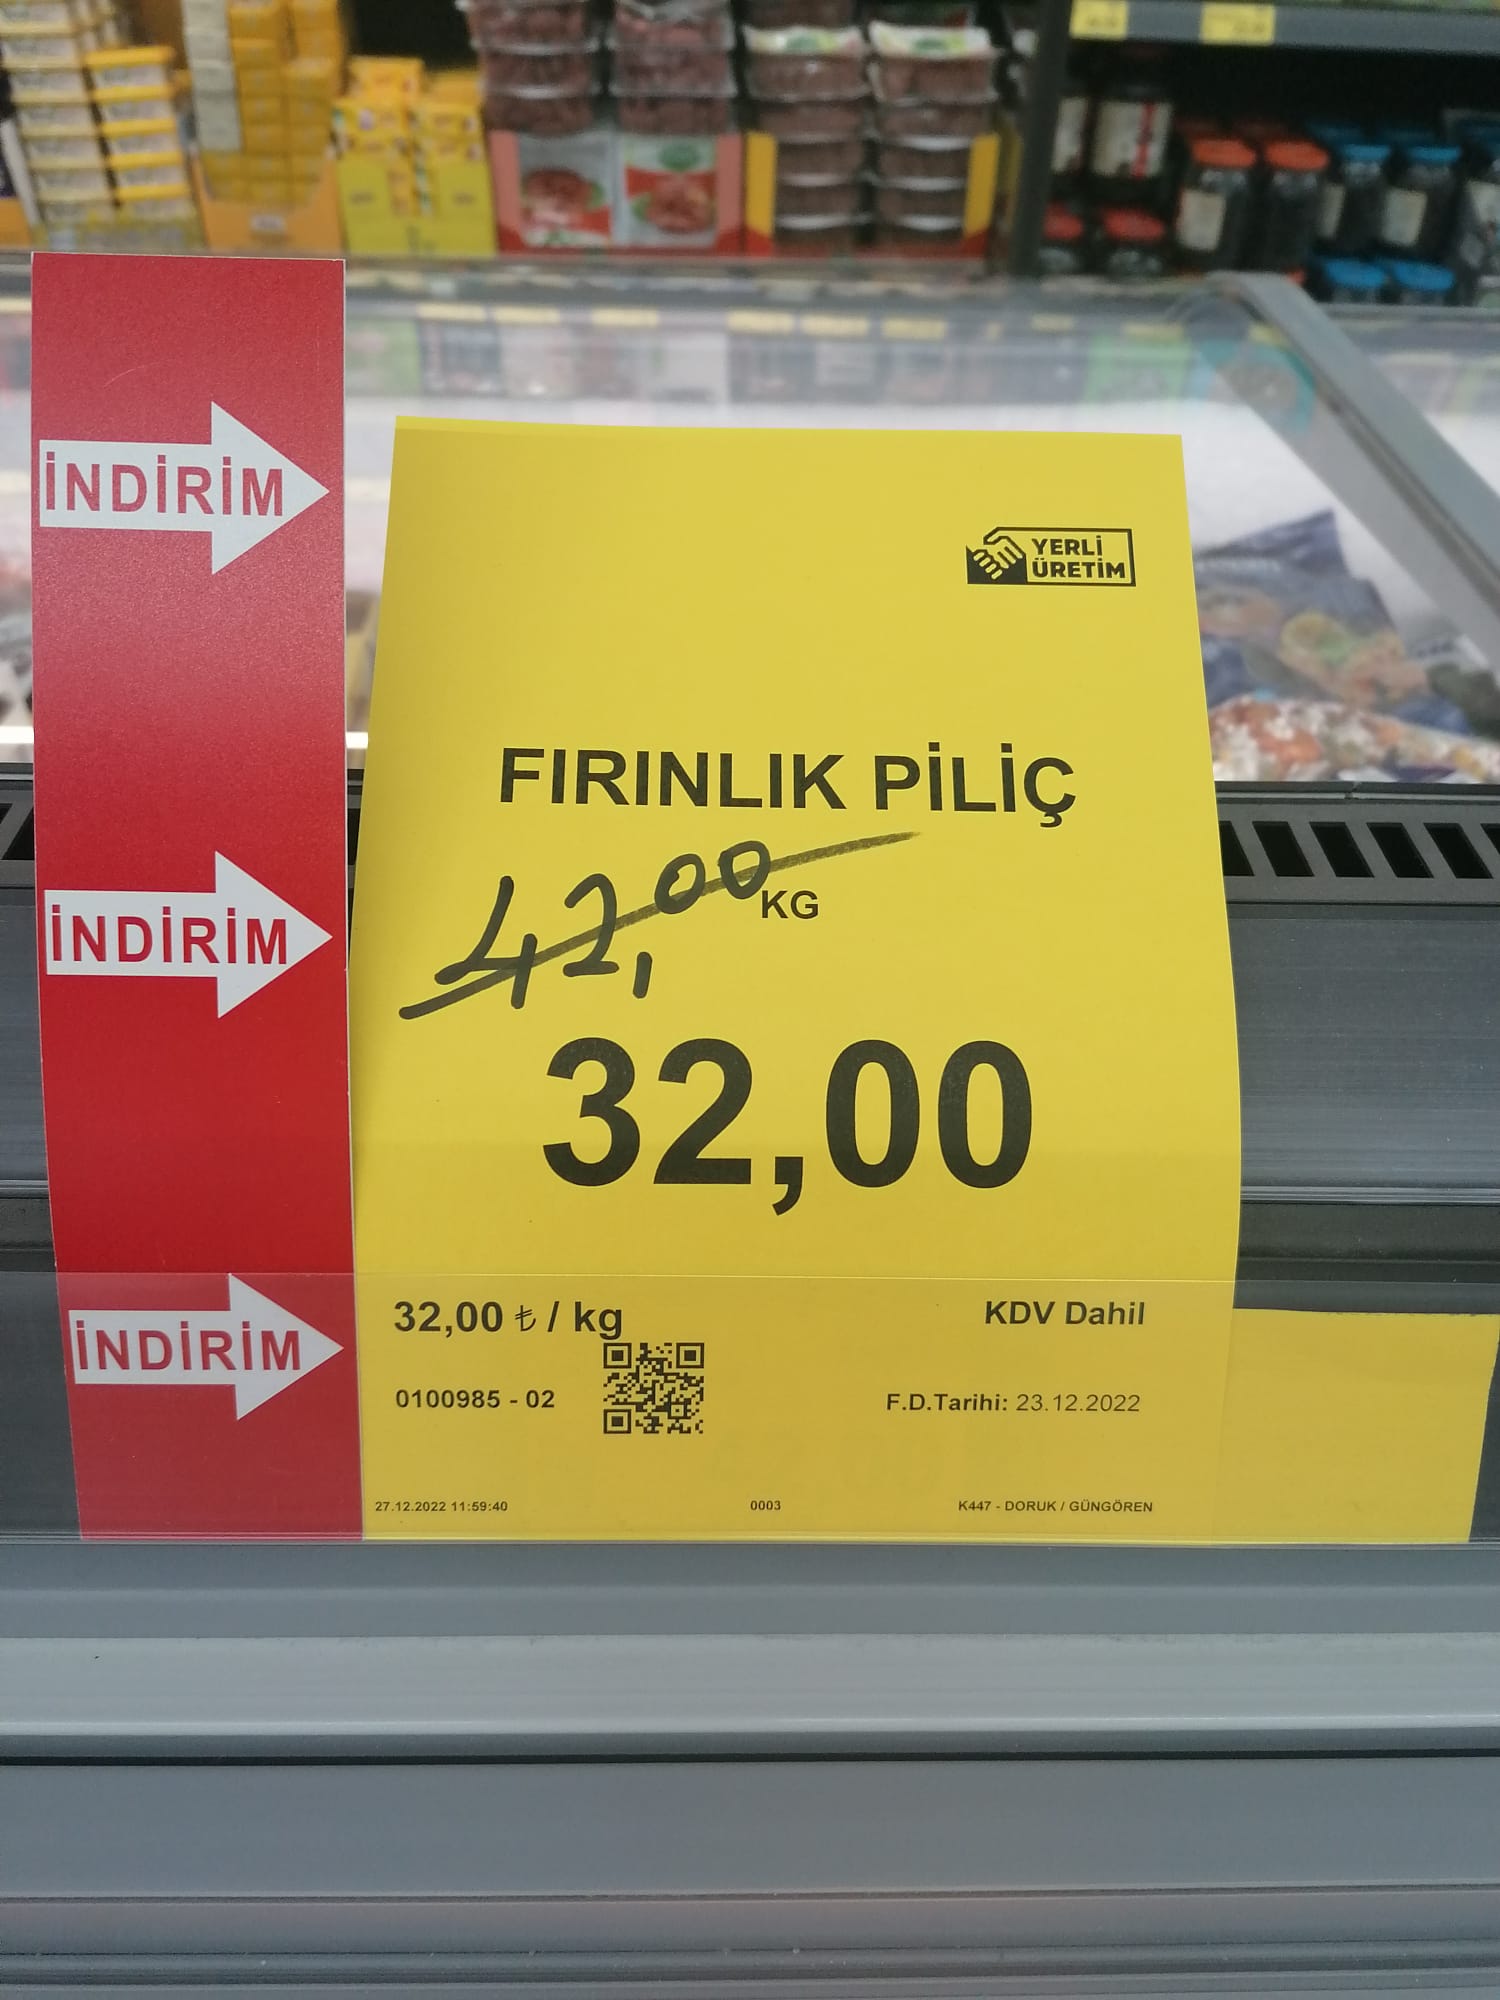 İNDİRİM
İNDİRİM
İNDİRİM
YERLİ
ÜRETİM
FIRINLIK PİLİÇ
42,00
KG
32,00
32,00 ₺ / kg
KDV Dahil
0100985 - 02
F.D.Tarihi: 23.12.2022
27.12.2022 11:59:40
0003
K447 - DORUK / GÜNGÖREN